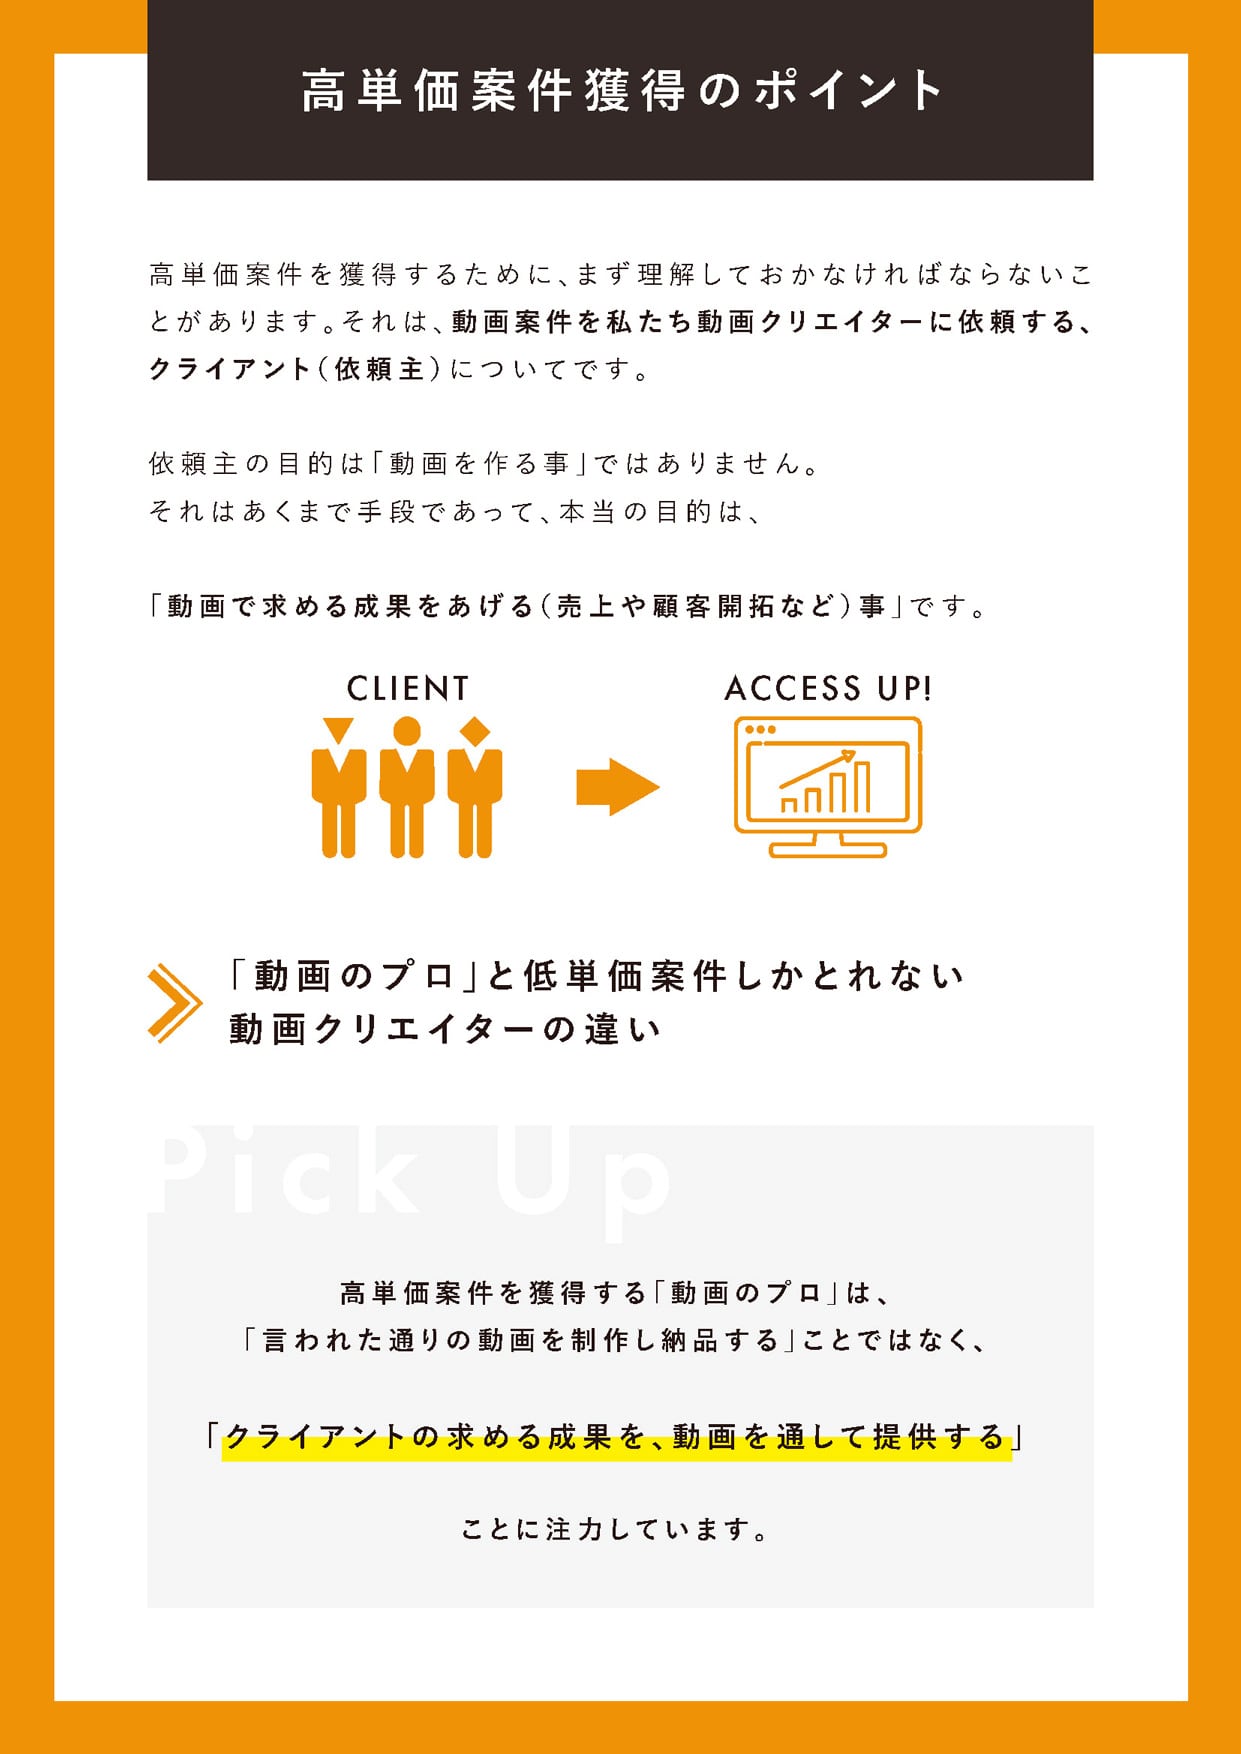 高単価案件獲得のポイント
高単価案件を獲得するために、まず理解しておかなければならないこ
とがあります。それは、動画案件を私たち動画クリエイターに依頼する、
クライアント（依頼主）についてです。
依頼主の目的は「動画を作る事」ではありません。
それはあくまで手段であって、本当の目的は、
「動画で求める成果をあげる（売上や顧客開拓など）事」です。
CLIENT
ACCESS UP!
「動画のプロ」と低単価案件しかとれない
動画クリエイターの違い
Pick Up
高単価案件を獲得する「動画のプロ」は、
「言われた通りの動画を制作し納品する」ことではなく、
「クライアントの求める成果を、動画を通して提供する」
ことに注力しています。